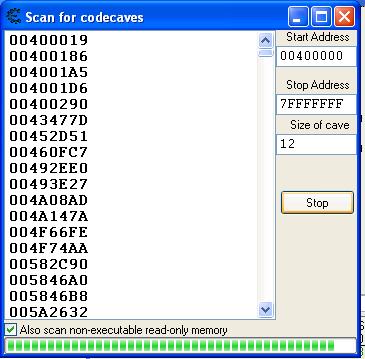 Scan for codecaves
00400019
00400186
004001A5
004001D6
00400290
0043477D
00452D51
00460FC7
00492EE0
00493E27
004A08AD
004A147A
004F66FE
004F74AA
00582C90
005846A0
005846B8
005A2632
Start Address
00400000
Stop Address
7FFFFFFF
Size of cave
12
Stop
Also scan non-executable read-only memory